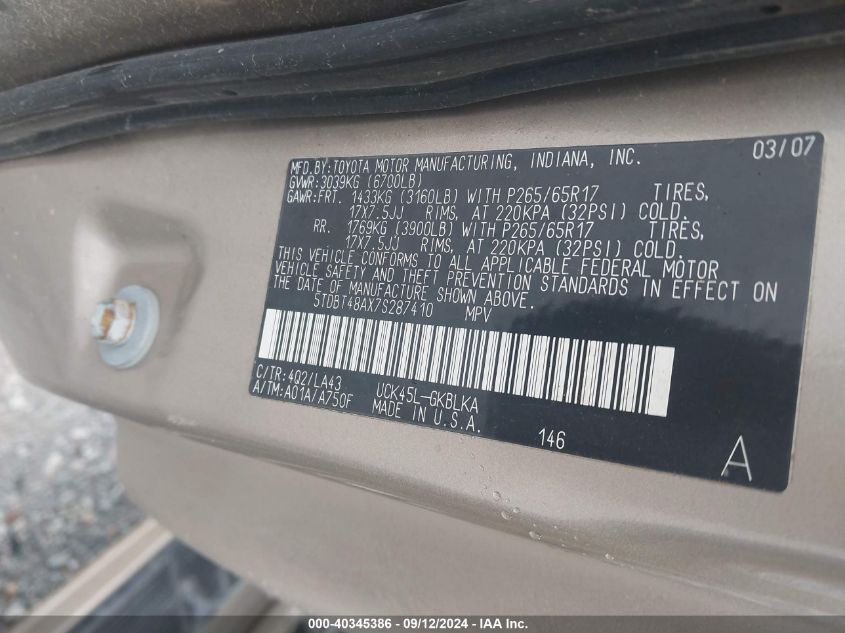 MFD.BY:TOYOTA MOTOR MANUFACTURING, INDIANA, INC. 03/07
GVWR:3039KG (6700LB)
GAWR:FRT. 1433KG (3160LB) WITH P265/65R17 TIRES,
17X7.5JJ RIMS, AT 220KPA (32PSI) COLD.
RR. 1769KG (3900LB) WITH P265/65R17 TIRES,
17X7.5JJ RIMS, AT 220KPA (32PSI) COLD.
THIS VEHICLE CONFORMS TO ALL APPLICABLE FEDERAL MOTOR
VEHICLE SAFETY AND THEFT PREVENTION STANDARDS IN EFFECT ON
THE DATE OF MANUFACTURE SHOWN ABOVE.
5TDBT48AX7S287410 MPV
C/TR:4Q2/LA43 UCK45L-GKBLKA
A/TM:A01A/A750F MADE IN U.S.A.
146 A
000-40345386 - 09/12/2024 - IAA Inc.